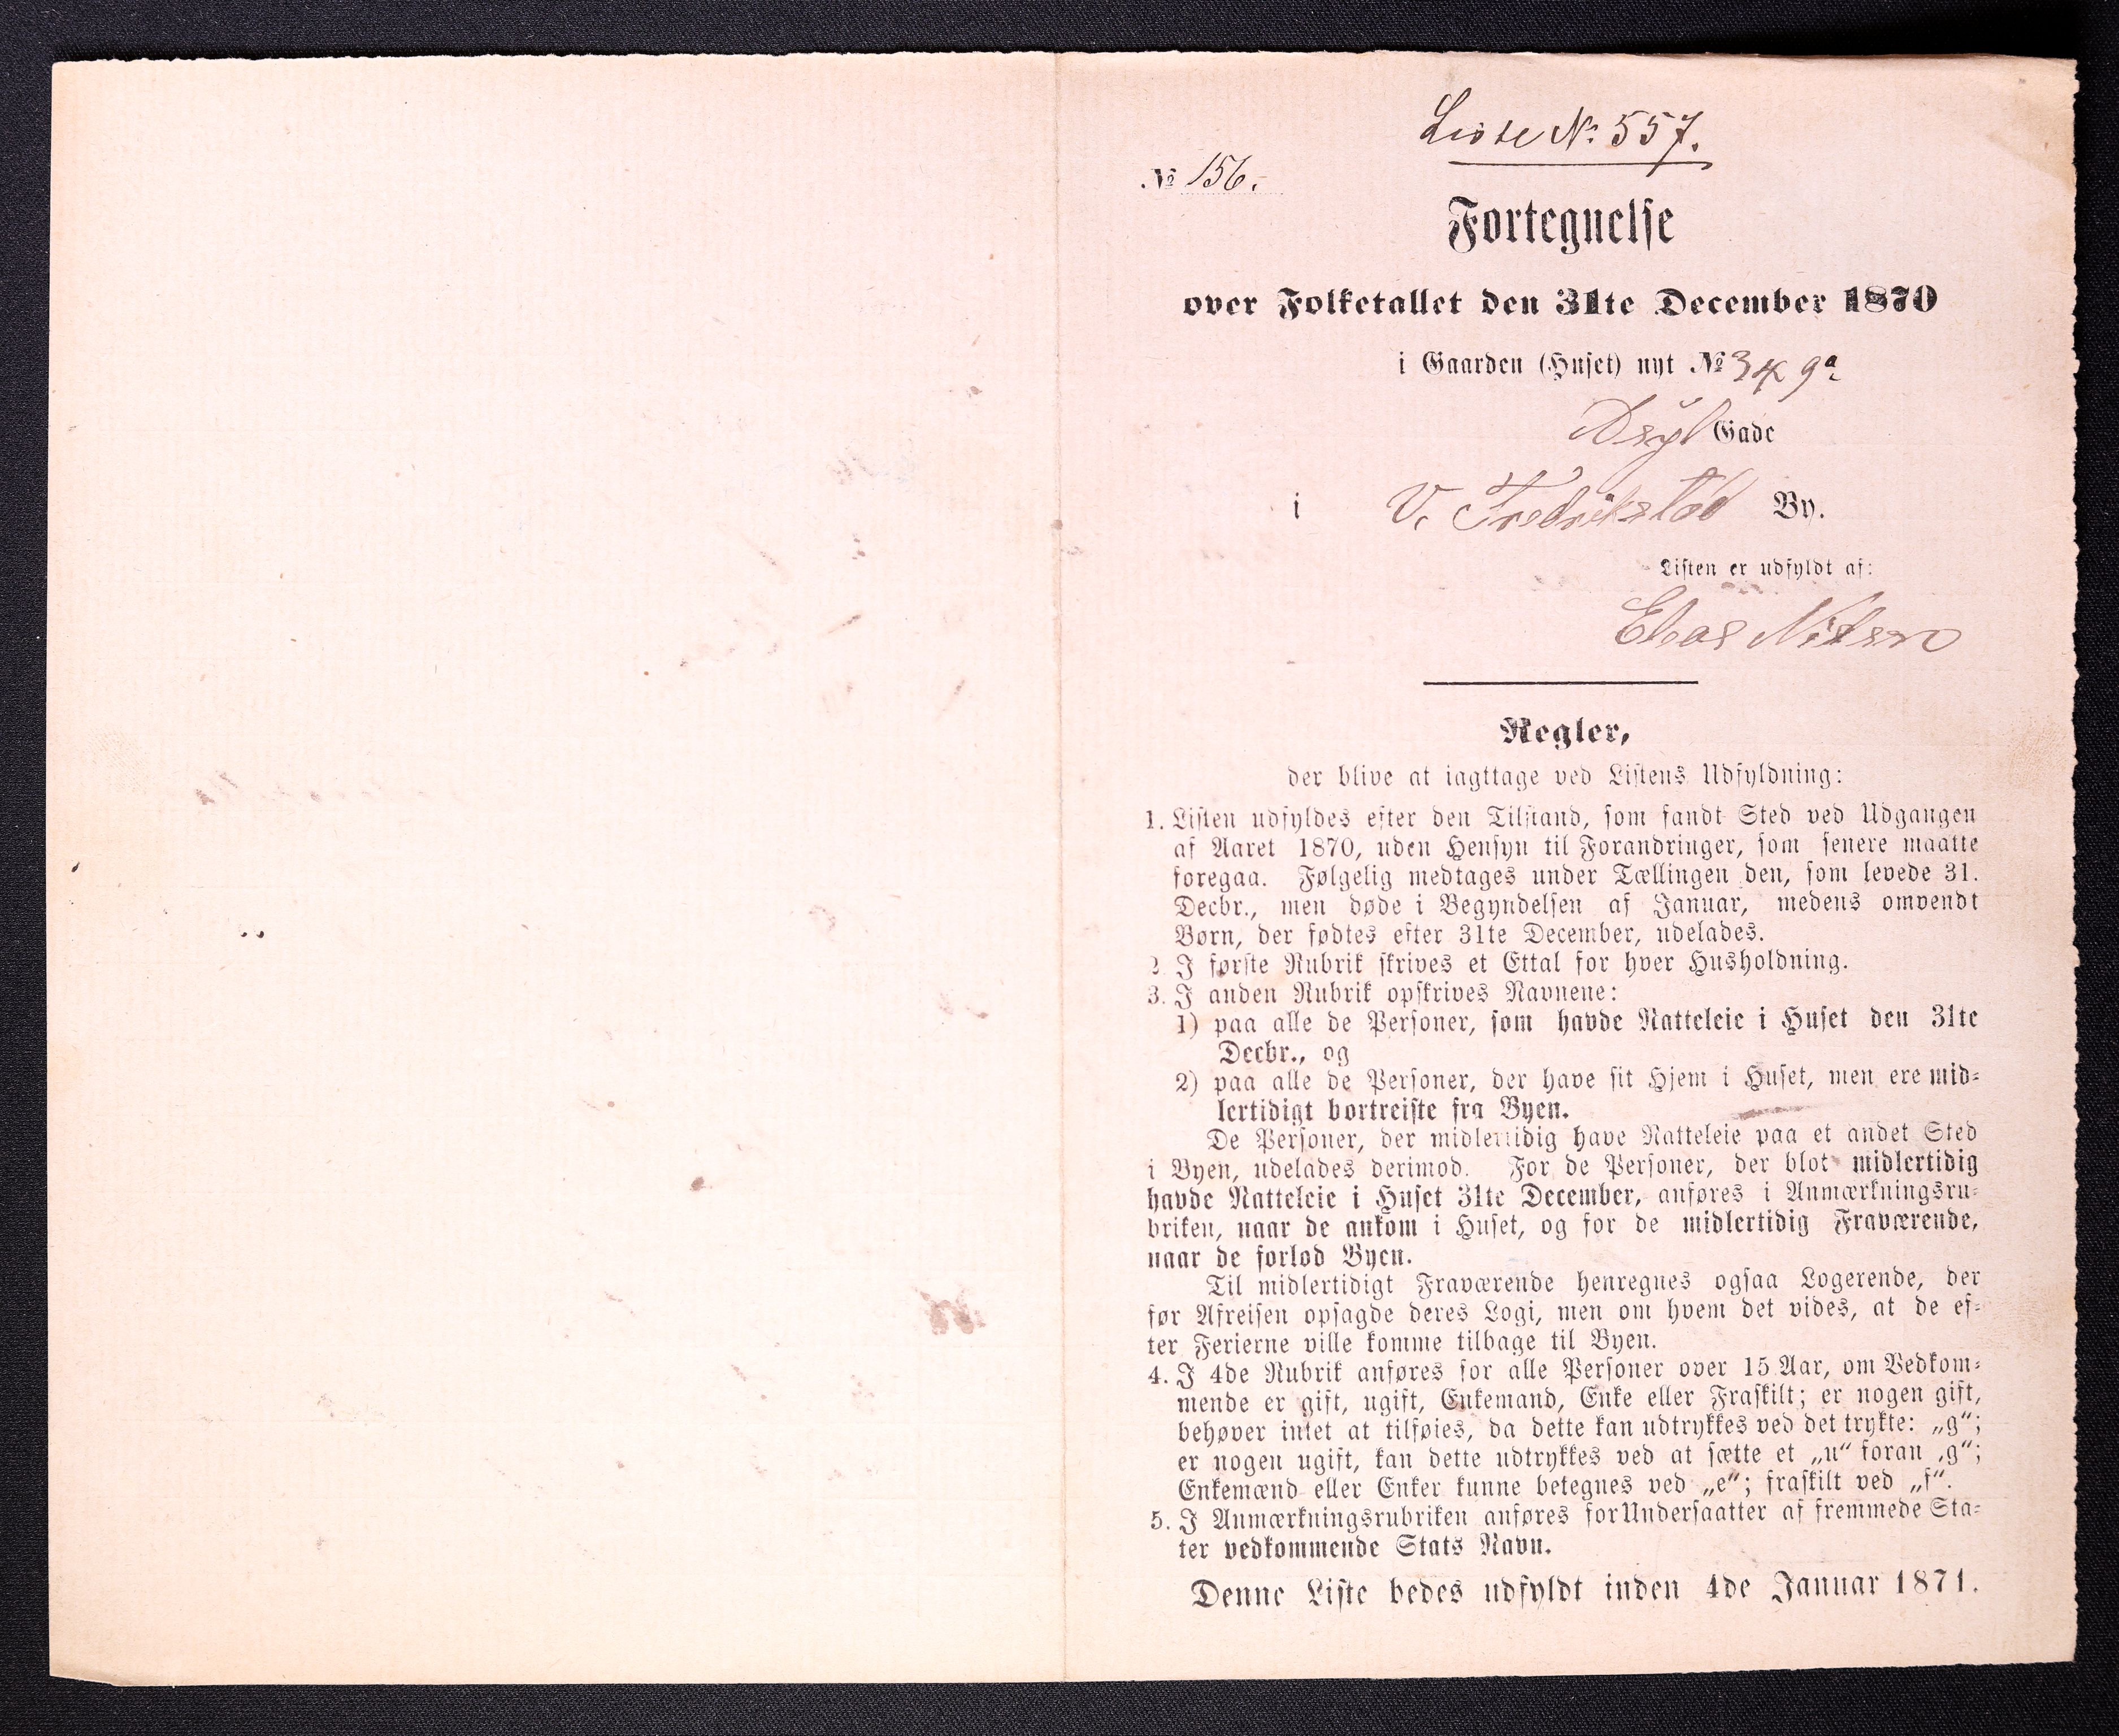 Liste № 557.
№ 156.
Fortegnelse
over Folketallet den 31te December 1870
i Gaarden (Huset) nyt № 349a
Asyl Gade
i V. Fredrikstad By.
Listen er udfyldt af:
Elias Nilsen
Regler,
der blive at iagttage ved Listens Udfyldning:
1. Listen udfyldes efter den Tilstand, som fandt Sted ved Udgangen
af Aaret 1870, uden Hensyn til Forandringer, som senere maatte
foregaa. Følgelig medtages under Tællingen den, som levede 31.
Decbr., men døde i Begyndelsen af Januar, medens omvendt
Børn, der fødtes efter 31te December, udelades.
2. I første Rubrik skrives et Ettal for hver Husholdning.
3. I anden Rubrik opskrives Navnene:
1) paa alle de Personer, som havde Natteleie i Huset den 31te
Decbr., og
2) paa alle de Personer, der have sit Hjem i Huset, men ere mid-
lertidigt bortreiste fra Byen.
De Personer, der midlertidig have Natteleie paa et andet Sted
i Byen, udelades derimod. For de Personer, der blot midlertidig
havde Natteleie i Huset 31te December, anføres i Anmærkningsru-
briken, naar de ankom i Huset, og for de midlertidig Fraværende,
naar de forlod Byen.
Til midlertidigt Fraværende henregnes ogsaa Logerende, der
før Afreisen opsagde deres Logi, men om hvem det vides, at de ef-
ter Ferierne ville komme tilbage til Byen.
4. I 4de Rubrik anføres for alle Personer over 15 Aar, om Vedkom-
mende er gift, ugift, Enkemand, Enke eller Fraskilt; er nogen gift,
behøver intet at tilføies, da dette kan udtrykkes ved det trykte: „g“;
er nogen ugift, kan dette udtrykkes ved at sætte et „u“ foran „g“;
Enkemænd eller Enker kunne betegnes ved „e“; fraskilt ved „f“.
5. I Anmærkningsrubriken anføres for Undersaatter af fremmede Sta-
ter vedkommende Stats Navn.
Denne Liste bedes udfyldt inden 4de Januar 1871.